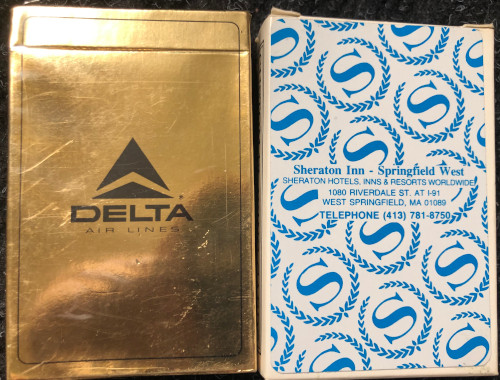 DELTA
AIR LINES
Sheraton Inn - Springfield West
SHERATON HOTELS, INNS & RESORTS WORLDWIDE
1080 RIVERDALE ST. AT I-91
WEST SPRINGFIELD, MA 01089
TELEPHONE (413) 781-8750
S
S
S
S
S
S
S
S
S
S
S
S